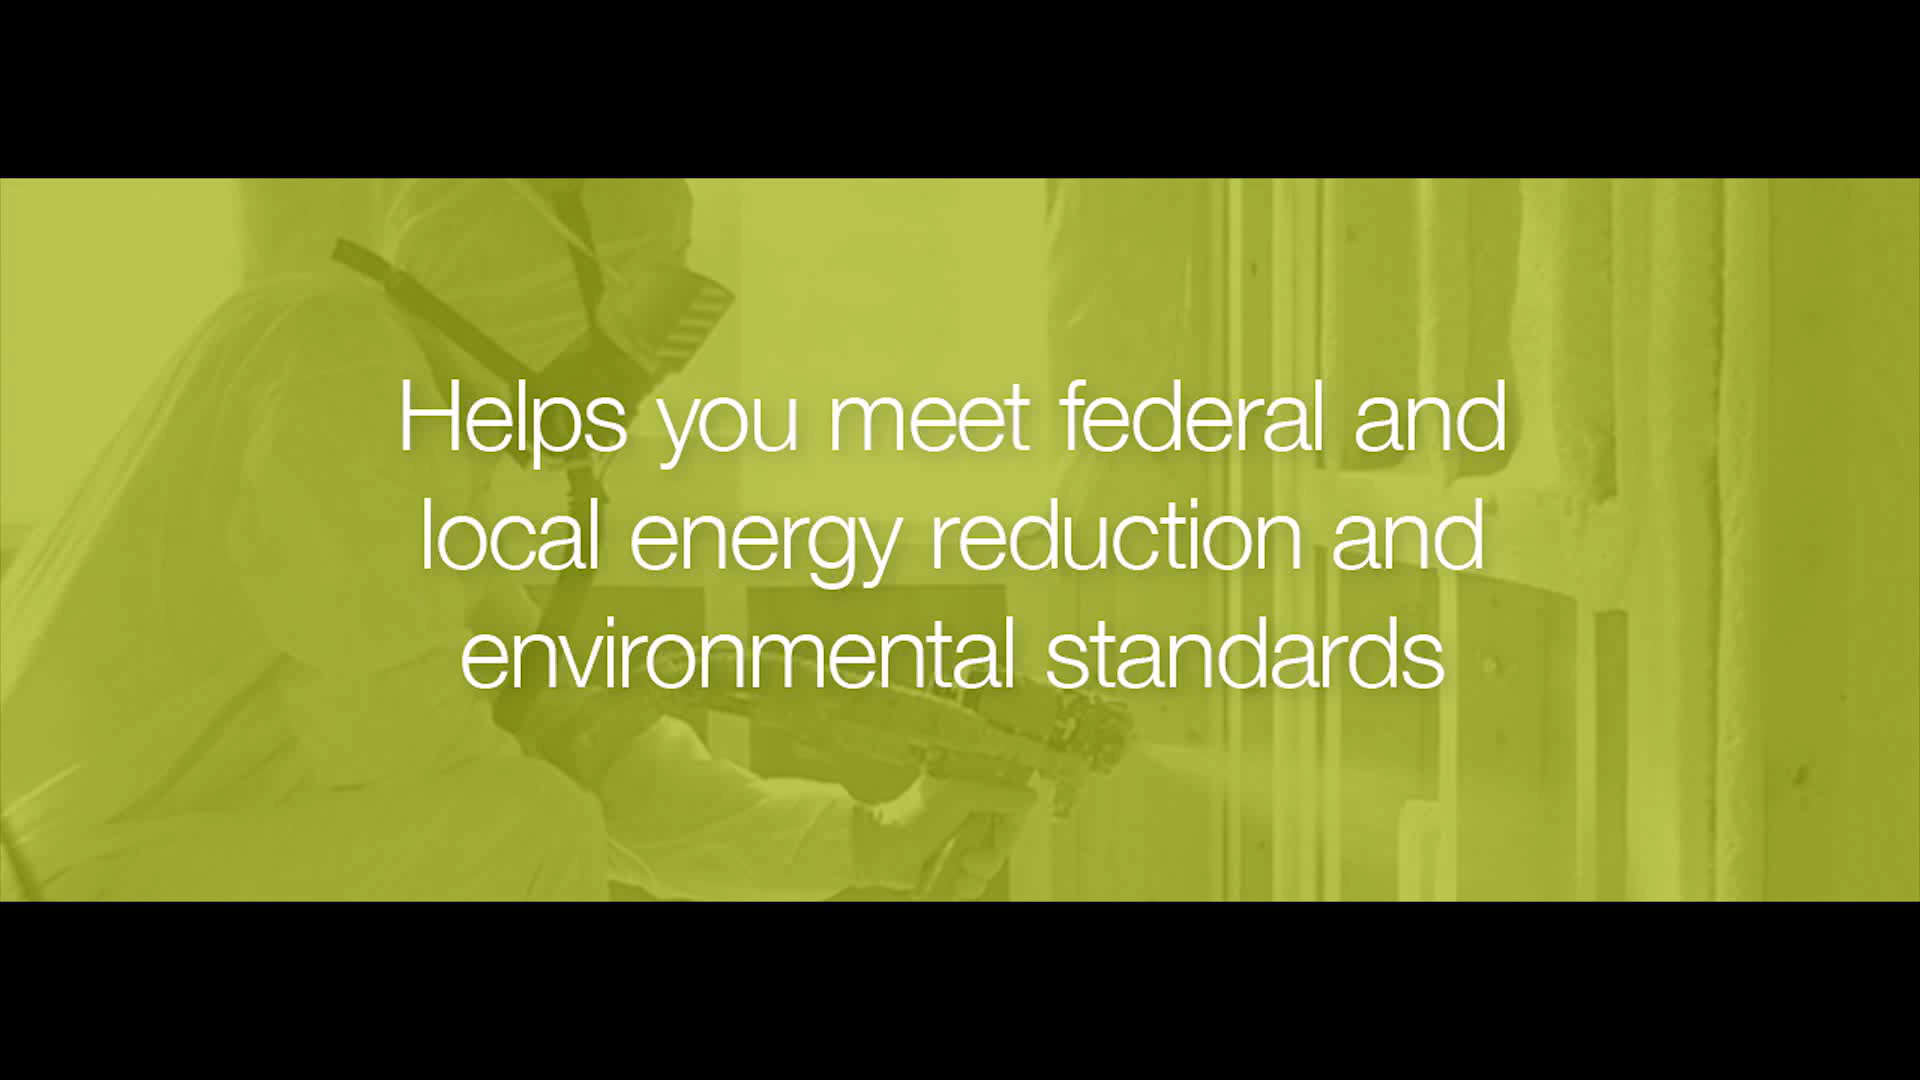 Helps you meet federal and
local energy reduction and
environmental standards